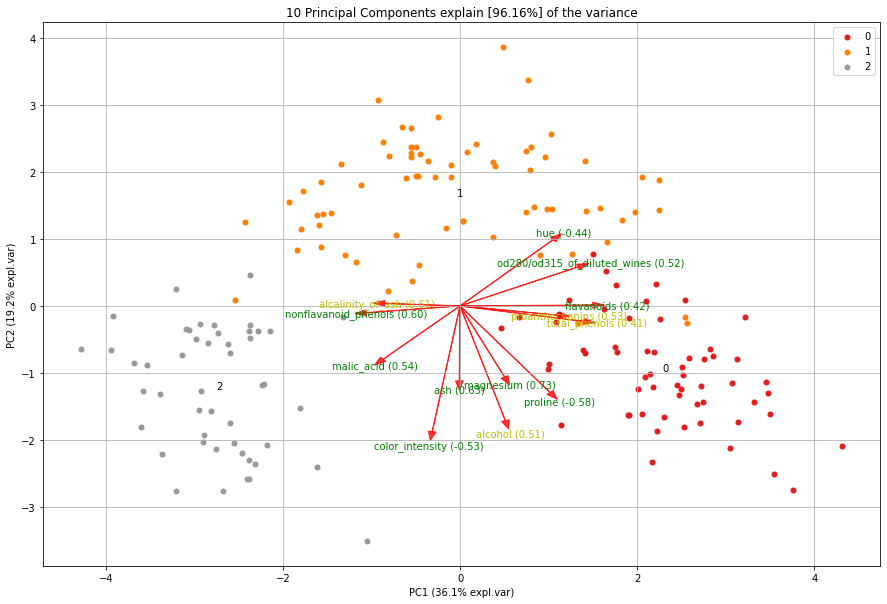 10 Principal Components explain [96.16%] of the variance
0
1
2
4
3
2
1
0
−1
−2
−3
PC2 (19.2% expl.var)
1
hue (-0.44)
od280/od315_of_diluted_wines (0.52)
alcalinity_of_ash (0.61)
flavanoids (0.42)
nonflavanoid_phenols (0.60)
proanthocyanins (0.53)
total_phenols (0.41)
malic_acid (0.54)
0
2
magnesium (0.73)
ash (0.63)
proline (-0.58)
alcohol (0.51)
color_intensity (-0.53)
−4
−2
0
2
4
PC1 (36.1% expl.var)